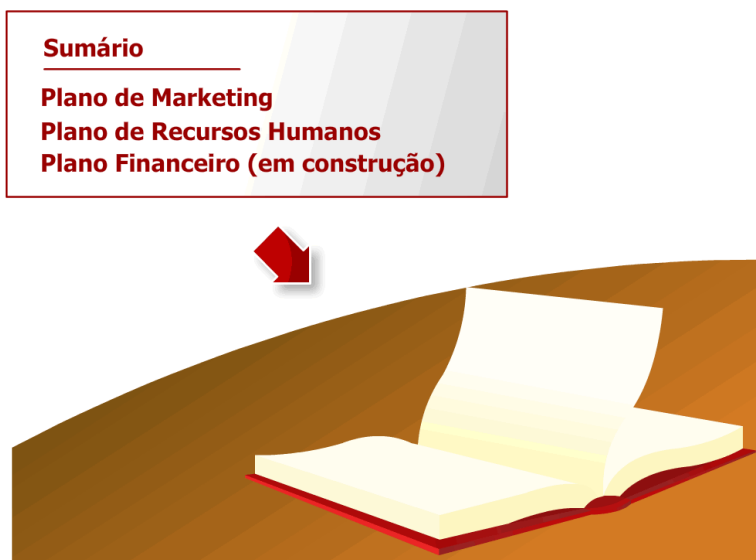 Sumário
Plano de Marketing
Plano de Recursos Humanos
Plano Financeiro (em construção)